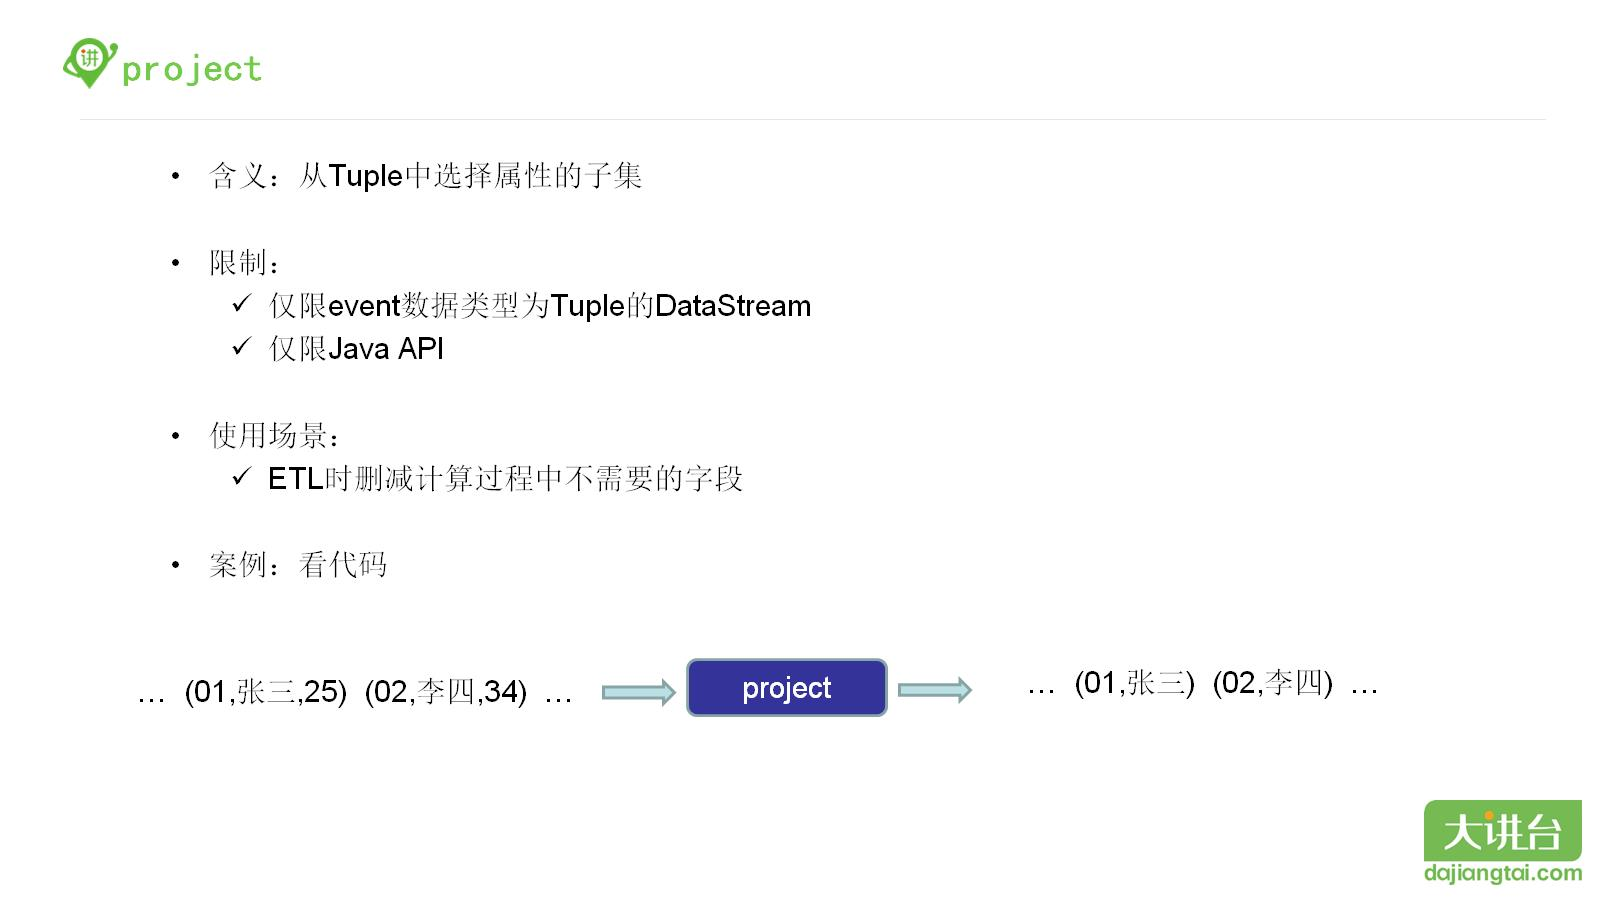 讲
project
• 含义：从Tuple中选择属性的子集
• 限制：
✓ 仅限event数据类型为Tuple的DataStream
✓ 仅限Java API
• 使用场景：
✓ ETL时删减计算过程中不需要的字段
• 案例：看代码
… (01,张三,25) (02,李四,34) …
project
… (01,张三) (02,李四) …
大讲台
dajiangtai.com